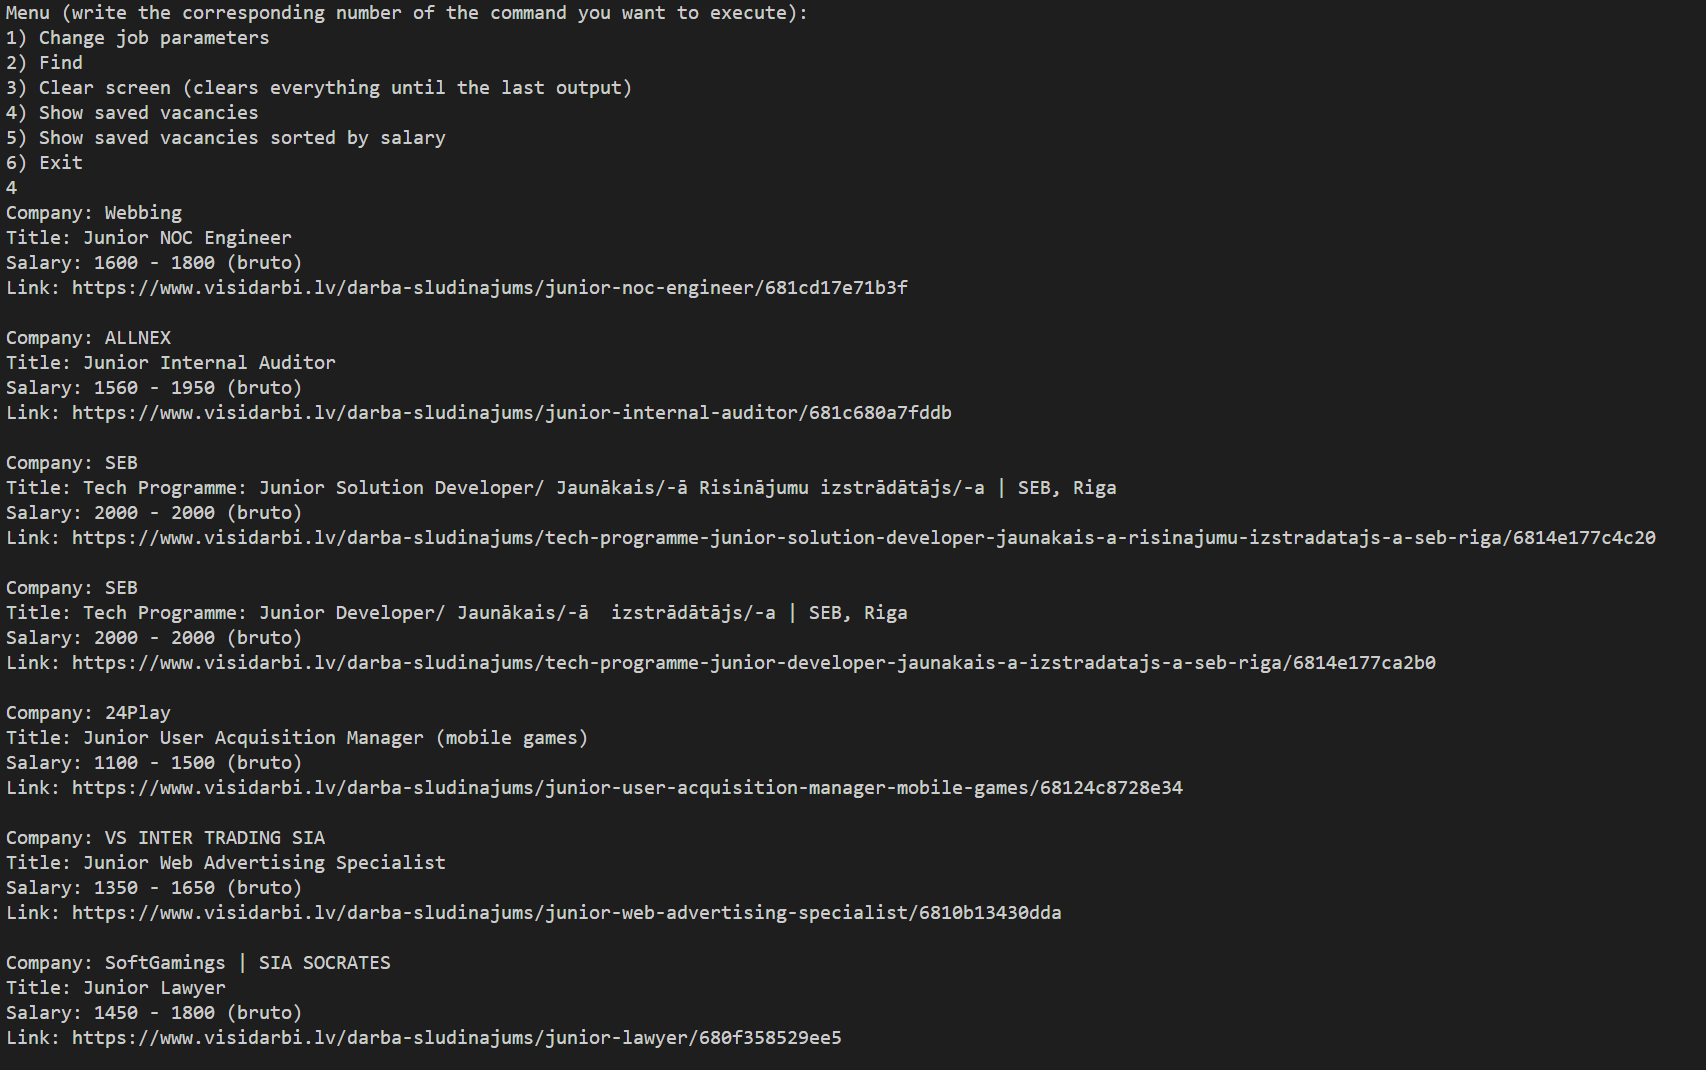 Menu (write the corresponding number of the command you want to execute):
1) Change job parameters
2) Find
3) Clear screen (clears everything until the last output)
4) Show saved vacancies
5) Show saved vacancies sorted by salary
6) Exit
4
Company: Webbing
Title: Junior NOC Engineer
Salary: 1600 - 1800 (bruto)
Link: https://www.visidarbi.lv/darba-sludinajums/junior-noc-engineer/681cd17e71b3f

Company: ALLNEX
Title: Junior Internal Auditor
Salary: 1560 - 1950 (bruto)
Link: https://www.visidarbi.lv/darba-sludinajums/junior-internal-auditor/681c680a7fddb

Company: SEB
Title: Tech Programme: Junior Solution Developer/ Jaunākais/-ā Risinājumu izstrādātājs/-a | SEB, Riga
Salary: 2000 - 2000 (bruto)
Link: https://www.visidarbi.lv/darba-sludinajums/tech-programme-junior-solution-developer-jaunakais-a-risinajumu-izstradatajs-a-seb-riga/6814e177c4c20

Company: SEB
Title: Tech Programme: Junior Developer/ Jaunākais/-ā  izstrādātājs/-a | SEB, Riga
Salary: 2000 - 2000 (bruto)
Link: https://www.visidarbi.lv/darba-sludinajums/tech-programme-junior-developer-jaunakais-a-izstradatajs-a-seb-riga/6814e177ca2b0

Company: 24Play
Title: Junior User Acquisition Manager (mobile games)
Salary: 1100 - 1500 (bruto)
Link: https://www.visidarbi.lv/darba-sludinajums/junior-user-acquisition-manager-mobile-games/68124c8728e34

Company: VS INTER TRADING SIA
Title: Junior Web Advertising Specialist
Salary: 1350 - 1650 (bruto)
Link: https://www.visidarbi.lv/darba-sludinajums/junior-web-advertising-specialist/6810b13430dda

Company: SoftGamings | SIA SOCRATES
Title: Junior Lawyer
Salary: 1450 - 1800 (bruto)
Link: https://www.visidarbi.lv/darba-sludinajums/junior-lawyer/680f358529ee5